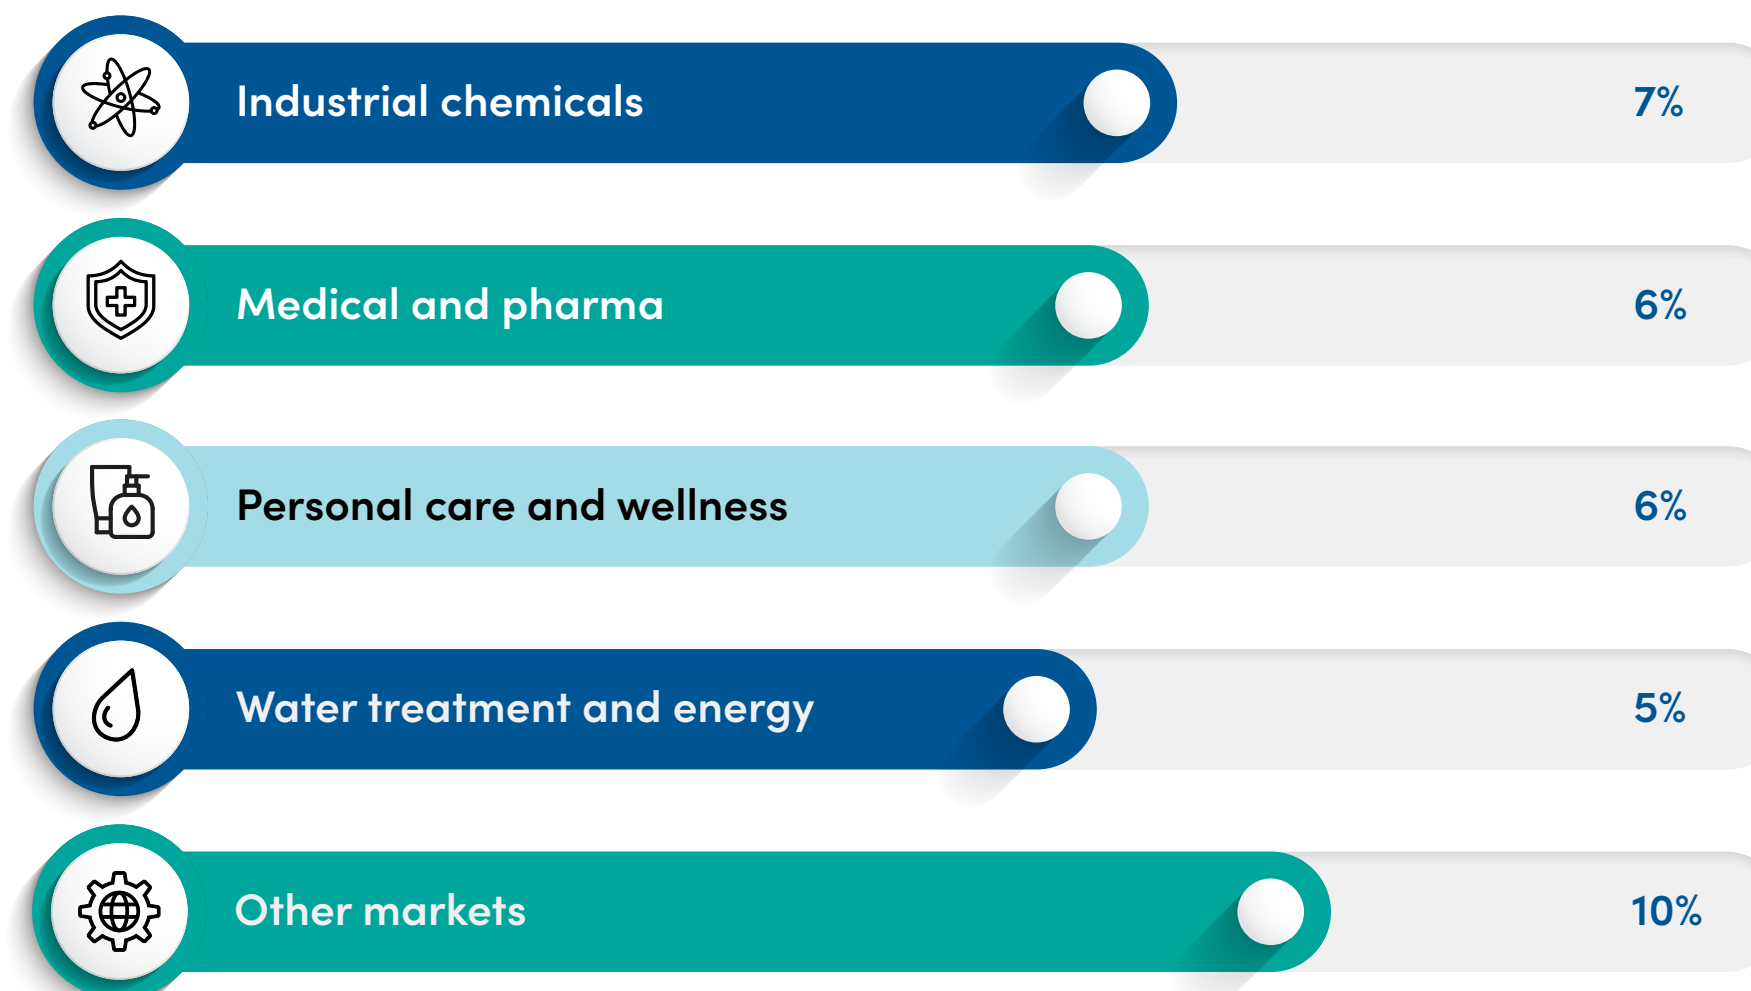 Industrial chemicals 7%
Medical and pharma 6%
Personal care and wellness 6%
Water treatment and energy 5%
Other markets 10%